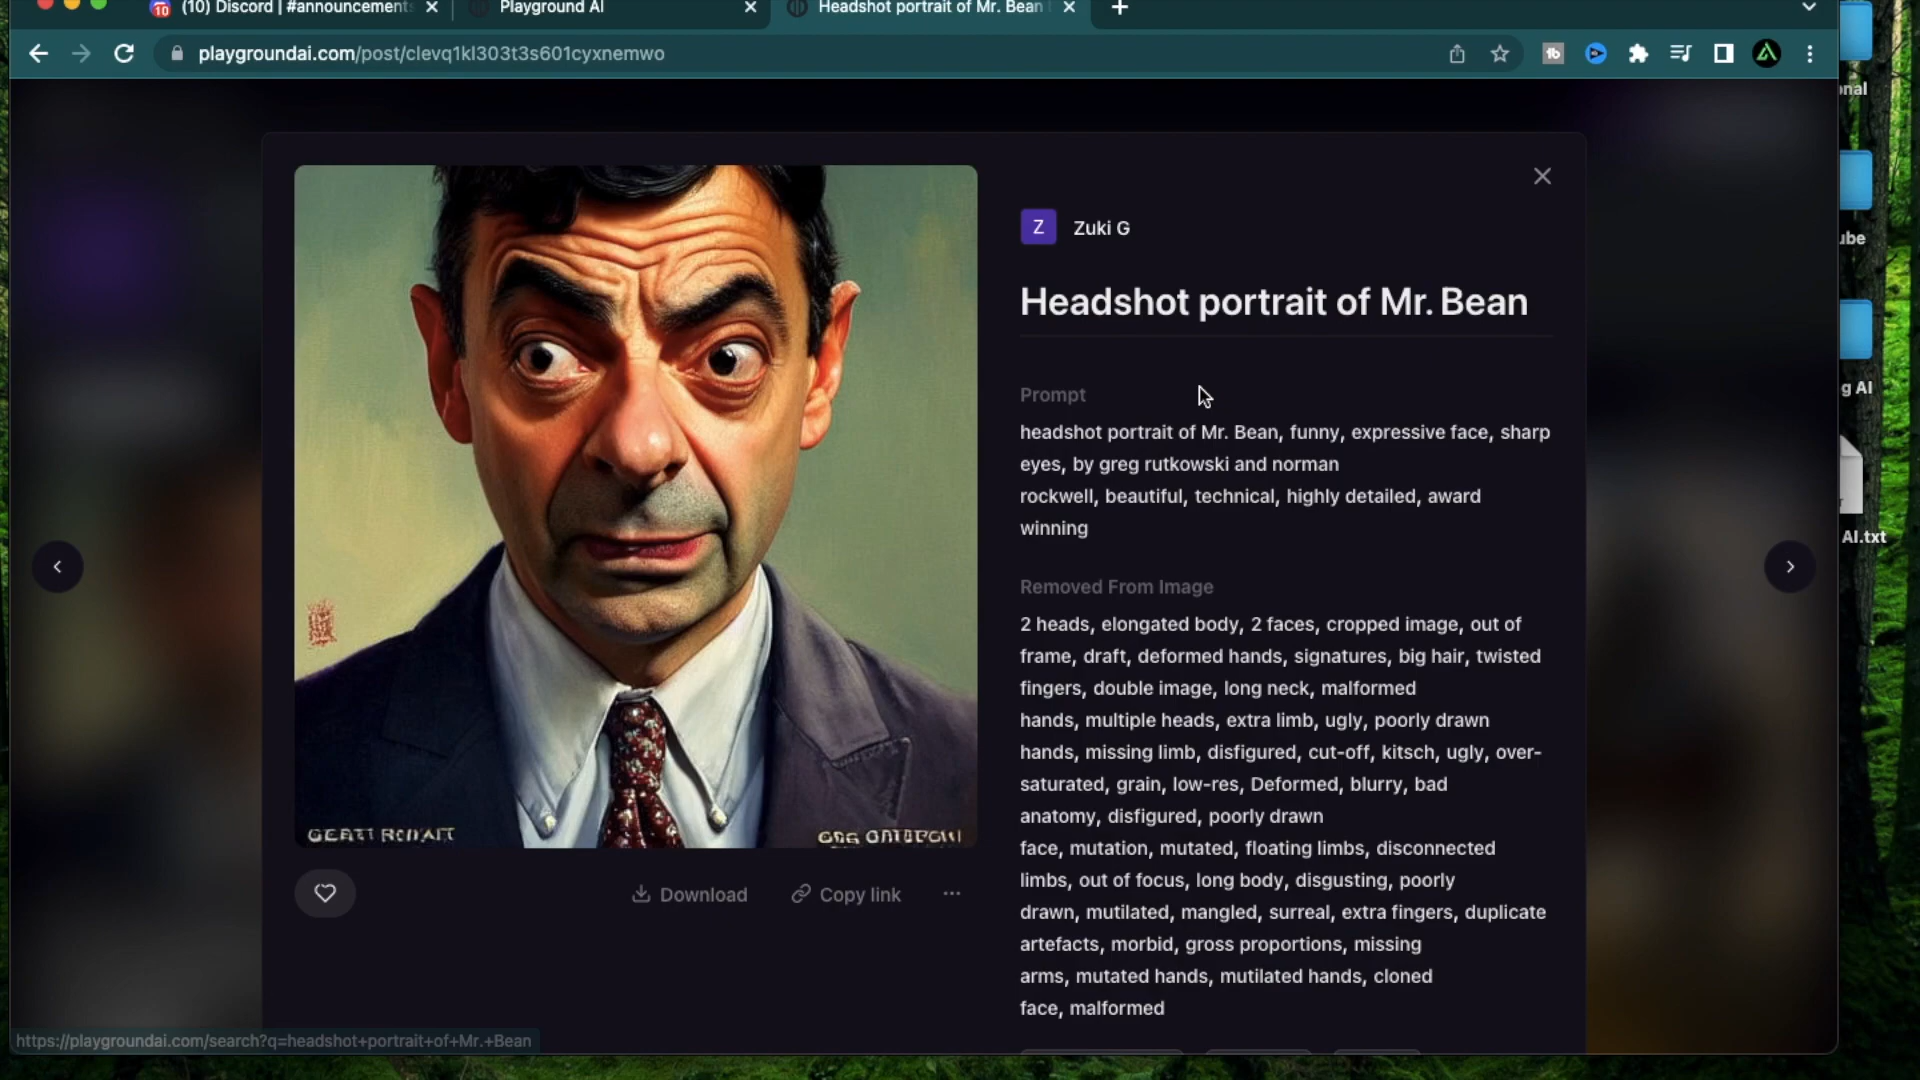 (10) Discord | #announcements
Playground AI
Headshot portrait of Mr. Bean
playgroundai.com/post/clevq1kl303t3s601cyxnemwo
Z
Zuki G
Headshot portrait of Mr. Bean
Prompt
headshot portrait of Mr. Bean, funny, expressive face, sharp
eyes, by greg rutkowski and norman
rockwell, beautiful, technical, highly detailed, award
winning
Removed From Image
2 heads, elongated body, 2 faces, cropped image, out of
frame, draft, deformed hands, signatures, big hair, twisted
fingers, double image, long neck, malformed
hands, multiple heads, extra limb, ugly, poorly drawn
hands, missing limb, disfigured, cut-off, kitsch, ugly, over-
saturated, grain, low-res, Deformed, blurry, bad
anatomy, disfigured, poorly drawn
face, mutation, mutated, floating limbs, disconnected
limbs, out of focus, long body, disgusting, poorly
drawn, mutilated, mangled, surreal, extra fingers, duplicate
artefacts, morbid, gross proportions, missing
arms, mutated hands, mutilated hands, cloned
face, malformed
Download
Copy link
https://playgroundai.com/search?q=headshot+portrait+of+Mr.+Bean
onal
ube
g AI
AI.txt